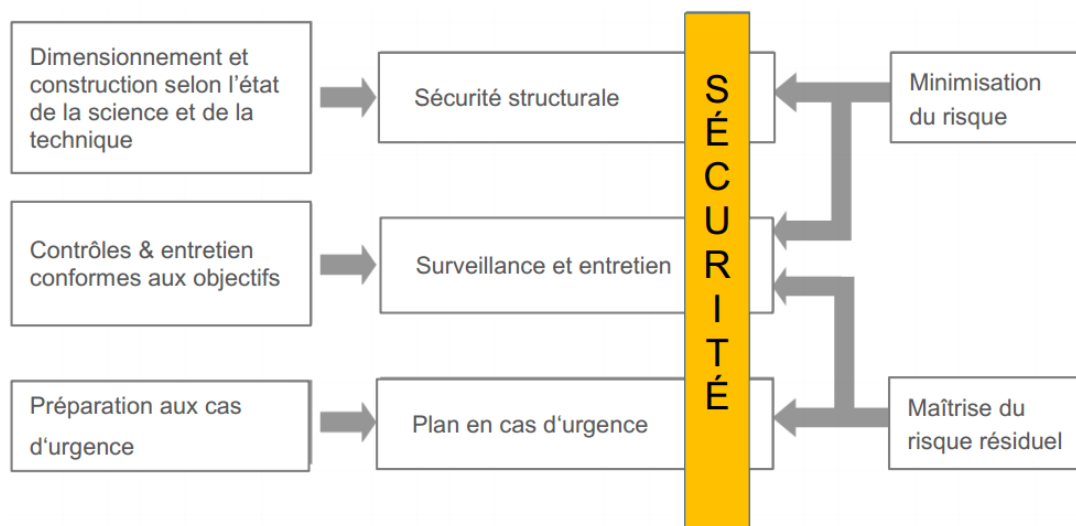 Dimensionnement et
construction selon l’état
de la science et de la
technique
Sécurité structurale
Minimisation
du risque
Contrôles & entretien
conformes aux objectifs
Surveillance et entretien
Préparation aux cas
d‘urgence
Plan en cas d‘urgence
Maîtrise du
risque résiduel
SÉCURITÉ